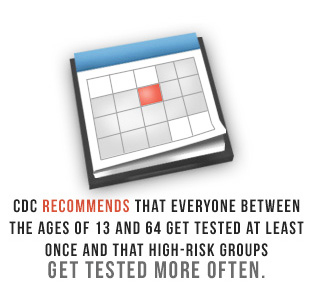 CDC RECOMMENDS THAT EVERYONE BETWEEN
THE AGES OF 13 AND 64 GET TESTED AT LEAST
ONCE AND THAT HIGH-RISK GROUPS
GET TESTED MORE OFTEN.